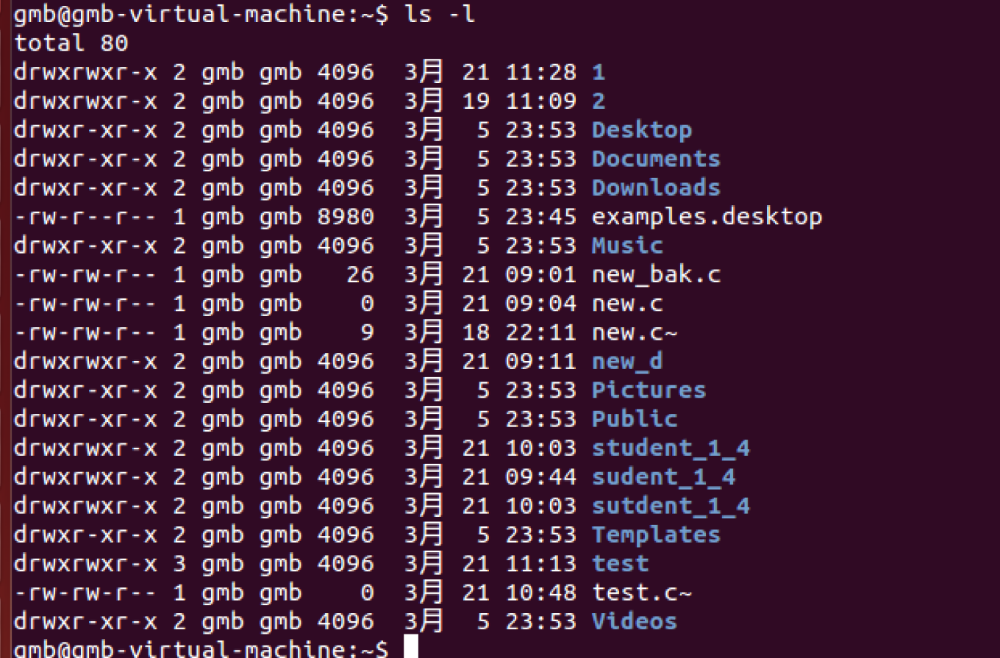 gmb@gmb-virtual-machine:~$ ls -l
total 80
drwxrwxr-x 2 gmb gmb 4096  3月  21 11:28 1
drwxrwxr-x 2 gmb gmb 4096  3月  19 11:09 2
drwxr-xr-x 2 gmb gmb 4096  3月   5 23:53 Desktop
drwxr-xr-x 2 gmb gmb 4096  3月   5 23:53 Documents
drwxr-xr-x 2 gmb gmb 4096  3月   5 23:53 Downloads
-rw-r--r-- 1 gmb gmb 8980  3月   5 23:45 examples.desktop
drwxr-xr-x 2 gmb gmb 4096  3月   5 23:53 Music
-rw-rw-r-- 1 gmb gmb   26  3月  21 09:01 new_bak.c
-rw-rw-r-- 1 gmb gmb    0  3月  21 09:04 new.c
-rw-rw-r-- 1 gmb gmb    9  3月  18 22:11 new.c~
drwxrwxr-x 2 gmb gmb 4096  3月  21 09:11 new_d
drwxr-xr-x 2 gmb gmb 4096  3月   5 23:53 Pictures
drwxr-xr-x 2 gmb gmb 4096  3月   5 23:53 Public
drwxrwxr-x 2 gmb gmb 4096  3月  21 10:03 student_1_4
drwxrwxr-x 2 gmb gmb 4096  3月  21 09:44 sudent_1_4
drwxrwxr-x 2 gmb gmb 4096  3月  21 10:03 sutdent_1_4
drwxr-xr-x 2 gmb gmb 4096  3月   5 23:53 Templates
drwxrwxr-x 3 gmb gmb 4096  3月  21 11:13 test
-rw-rw-r-- 1 gmb gmb    0  3月  21 10:48 test.c~
drwxr-xr-x 2 gmb gmb 4096  3月   5 23:53 Videos
gmb@gmb-virtual-machine:~$